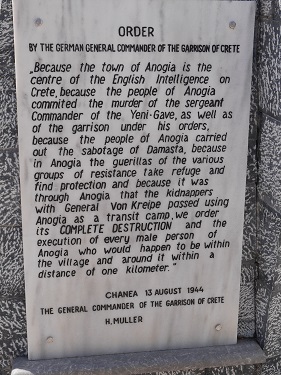 ORDER
BY THE GERMAN GENERAL COMMANDER OF THE GARRISON OF CRETE
„Because the town of Anogia is the
centre of the English Intelligence on
Crete, because the people of Anogia
commited the murder of the sergeant
Commander of the Yeni-Gave, as well as
of the garrison under his orders,
because the people of Anogia carried
out the sabotage of Damasta, because
in Anogia the guerillas of the various
groups of resistance take refuge and
find protection and because it was
through Anogia that the kidnappers
with General Von Kreipe passed using
Anogia as a transit camp, we order
its COMPLETE DESTRUCTION and the
execution of every male person of
Anogia who would happen to be within
the village and around it within a
distance of one kilometer."
CHANEA 13 AUGUST 1944
THE GENERAL COMMANDER OF THE GARRISON OF CRETE
H. MULLER